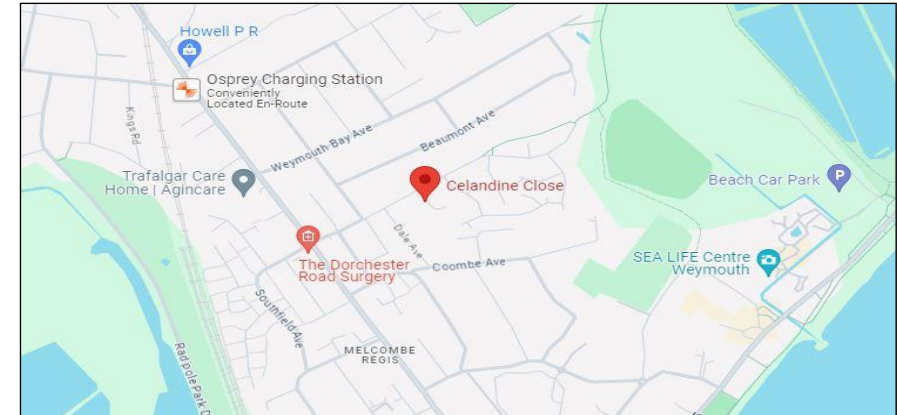 Howell P R
Osprey Charging Station
Conveniently
Located En-Route
Kings Rd
Weymouth Bay Ave
Beaumont Ave
Trafalgar Care
Home | Agincare
Celandine Close
Beach Car Park
P
Dale Ave
The Dorchester
Road Surgery
Coombe Ave
SEA LIFE Centre
Weymouth
Southfield Ave
MELCOMBE
REGIS
Radpole Park D